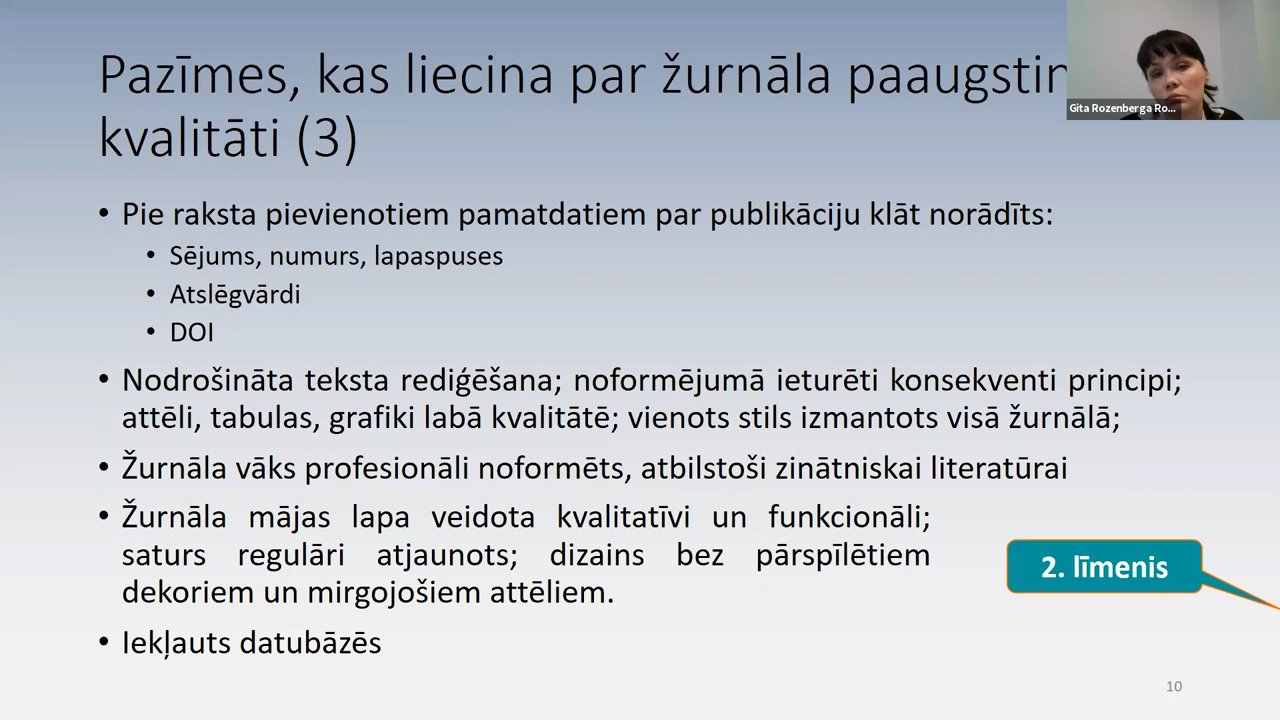 Pazīmes, kas liecina par žurnāla
kvalitāti (3)
Gita Rozenberga Ro...
• Pie raksta pievienotiem pamatdatiem par publikāciju klāt norādīts:
• Sējums, numurs, lapaspuses
• Atslēgvārdi
• DOI
• Nodrošināta teksta rediģēšana; noformējumā ieturēti konsekventi principi;
attēli, tabulas, grafiki labā kvalitātē; vienots stils izmantots visā žurnālā;
• Žurnāla vāks profesionāli noformēts, atbilstoši zinātniskai literatūrai
• Žurnāla mājas lapa veidota kvalitatīvi un funkcionāli;
saturs regulāri atjaunots; dizains bez pārspīlētiem
dekoriem un mirgojošiem attēliem.
2. līmenis
• Iekļauts datubāzēs
10